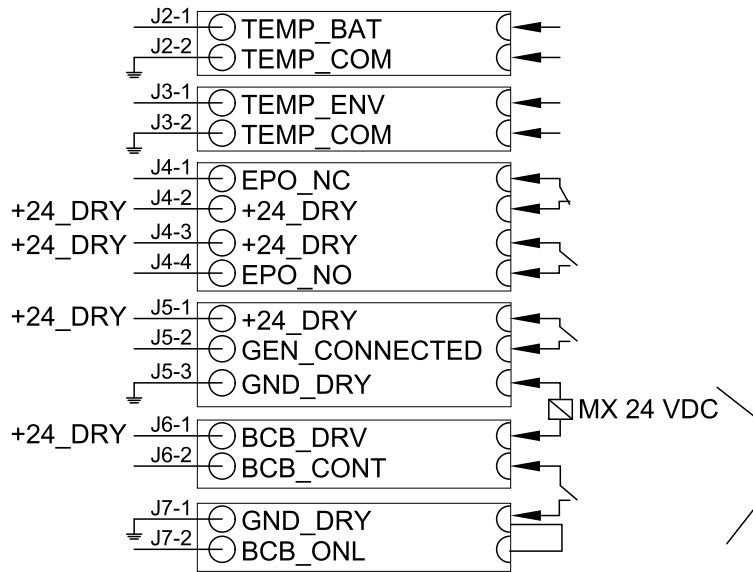 J2-1 TEMP_BAT
J2-2 TEMP_COM
J3-1 TEMP_ENV
J3-2 TEMP_COM
J4-1 EPO_NC
+24_DRY J4-2 +24_DRY
+24_DRY J4-3 +24_DRY
J4-4 EPO_NO
+24_DRY J5-1 +24_DRY
J5-2 GEN_CONNECTED
J5-3 GND_DRY
MX 24 VDC
+24_DRY J6-1 BCB_DRV
J6-2 BCB_CONT
J7-1 GND_DRY
J7-2 BCB_ONL